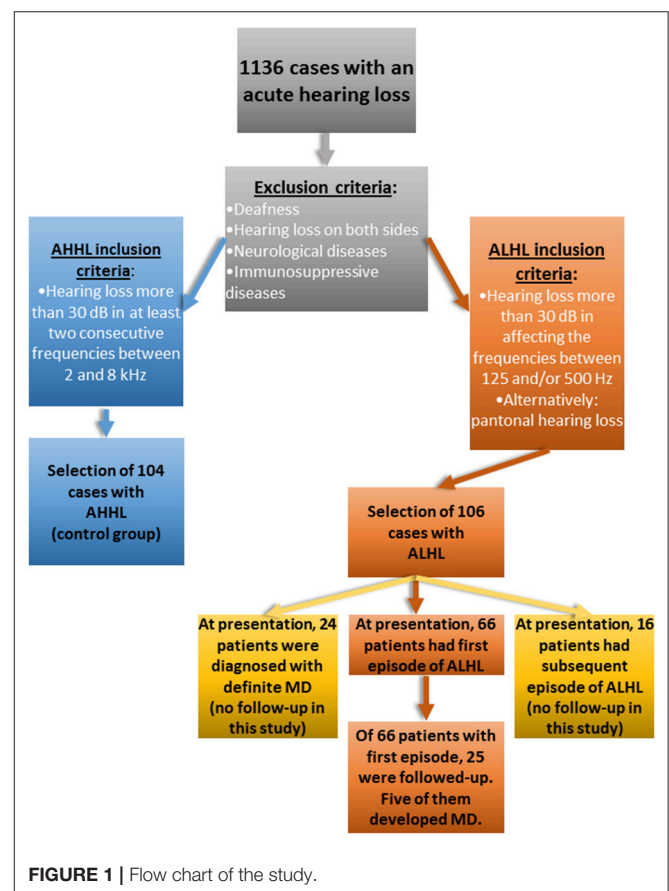 1136 cases with an
acute hearing loss
Exclusion criteria:
•Deafness
•Hearing loss on both sides
•Neurological diseases
•Immunosuppressive
diseases
AHHL inclusion
criteria:
•Hearing loss more
than 30 dB in at least
two consecutive
frequencies between
2 and 8 kHz
ALHL inclusion
criteria:
•Hearing loss more
than 30 dB in
affecting the
frequencies between
125 and/or 500 Hz
•Alternatively:
pantonal hearing loss
Selection of 104
cases with
AHHL
(control group)
Selection of 106
cases with
ALHL
At presentation, 24
patients were
diagnosed with
definite MD
(no follow-up in
this study)
At presentation, 66
patients had first
episode of ALHL
At presentation, 16
patients had
subsequent
episode of ALHL
(no follow-up in
this study)
Of 66 patients with
first episode, 25
were followed-up.
Five of them
developed MD.
FIGURE 1 | Flow chart of the study.